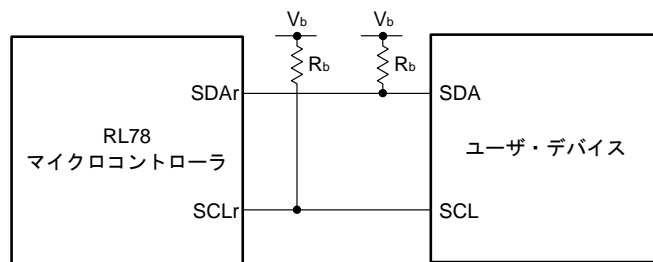 Vb Vb
Rb Rb
SDAr SDA
RL78
マイクロコントローラ
ユーザ・デバイス
SCLr SCL